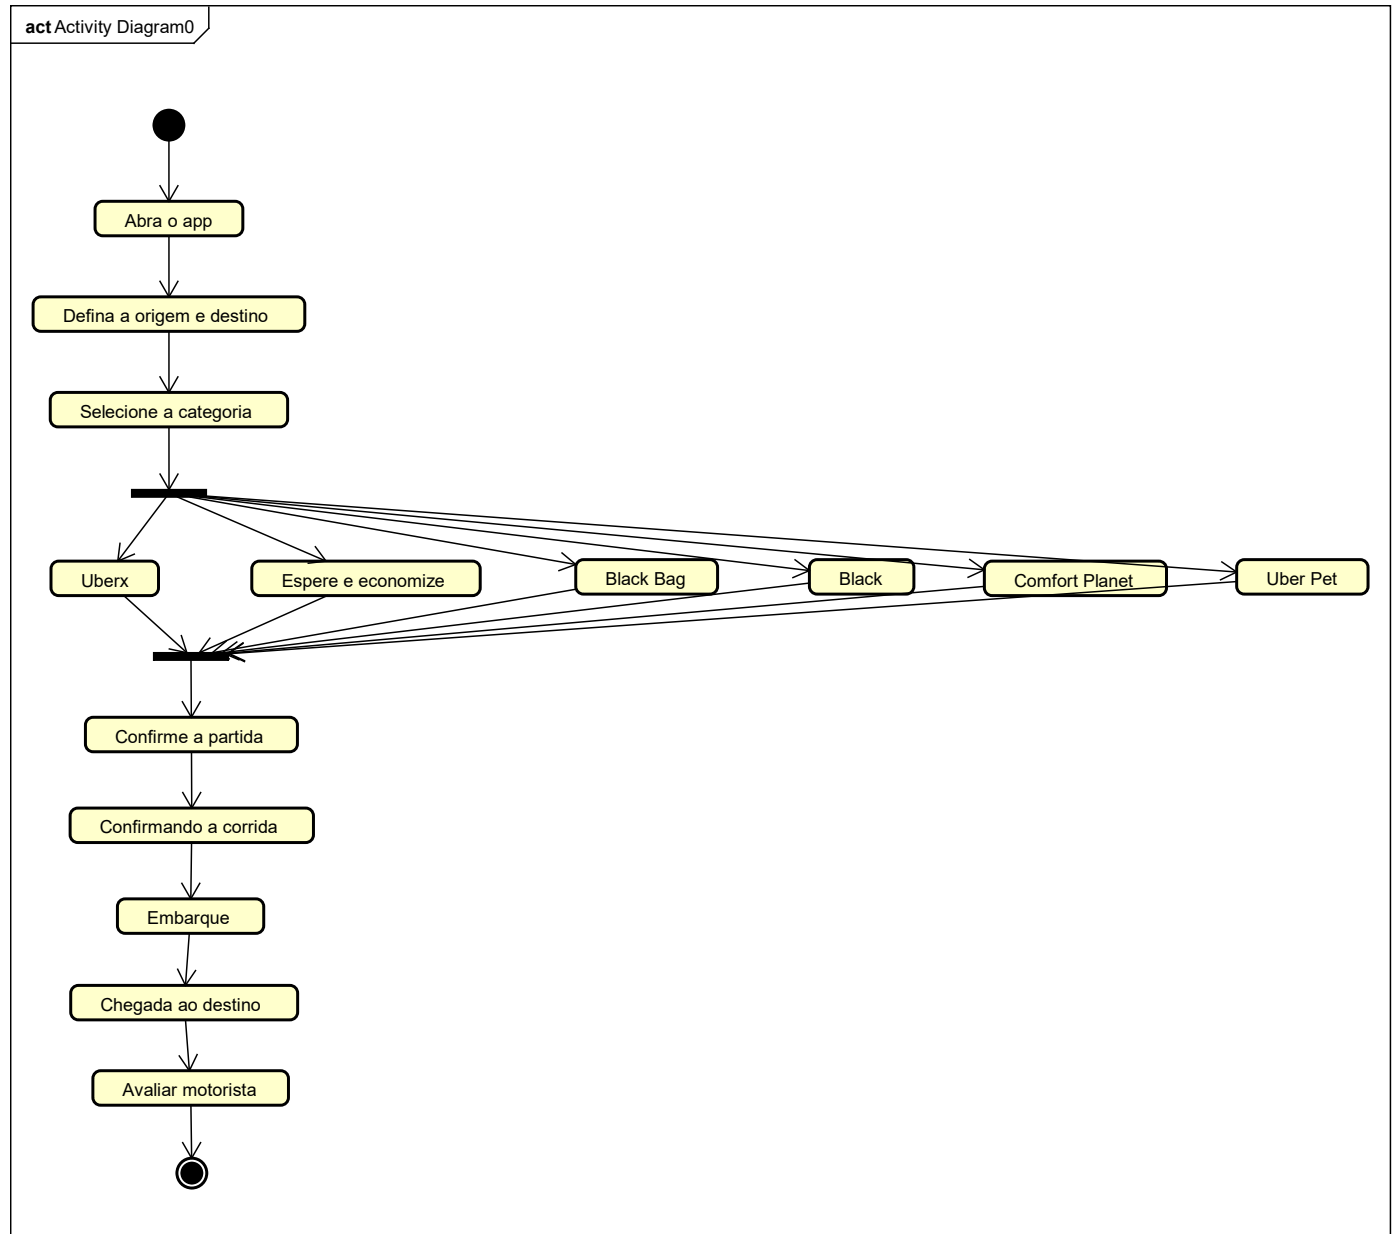 act Activity Diagram0
Abra o app
Defina a origem e destino
Selecione a categoria
Uberx
Espere e economize
Black Bag
Black
Comfort Planet
Uber Pet
Confirme a partida
Confirmando a corrida
Embarque
Chegada ao destino
Avaliar motorista